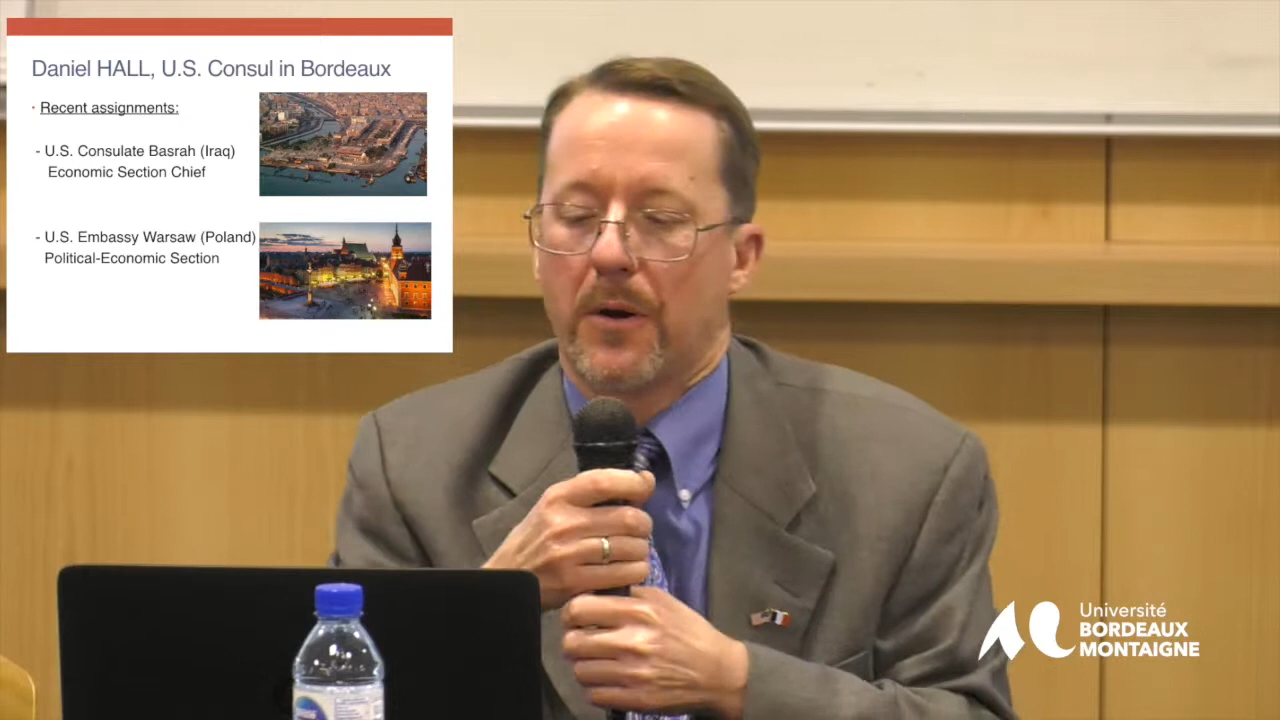 Daniel HALL, U.S. Consul in Bordeaux
· Recent assignments:
- U.S. Consulate Basrah (Iraq)
Economic Section Chief
- U.S. Embassy Warsaw (Poland)
Political-Economic Section
Université
BORDEAUX
MONTAIGNE